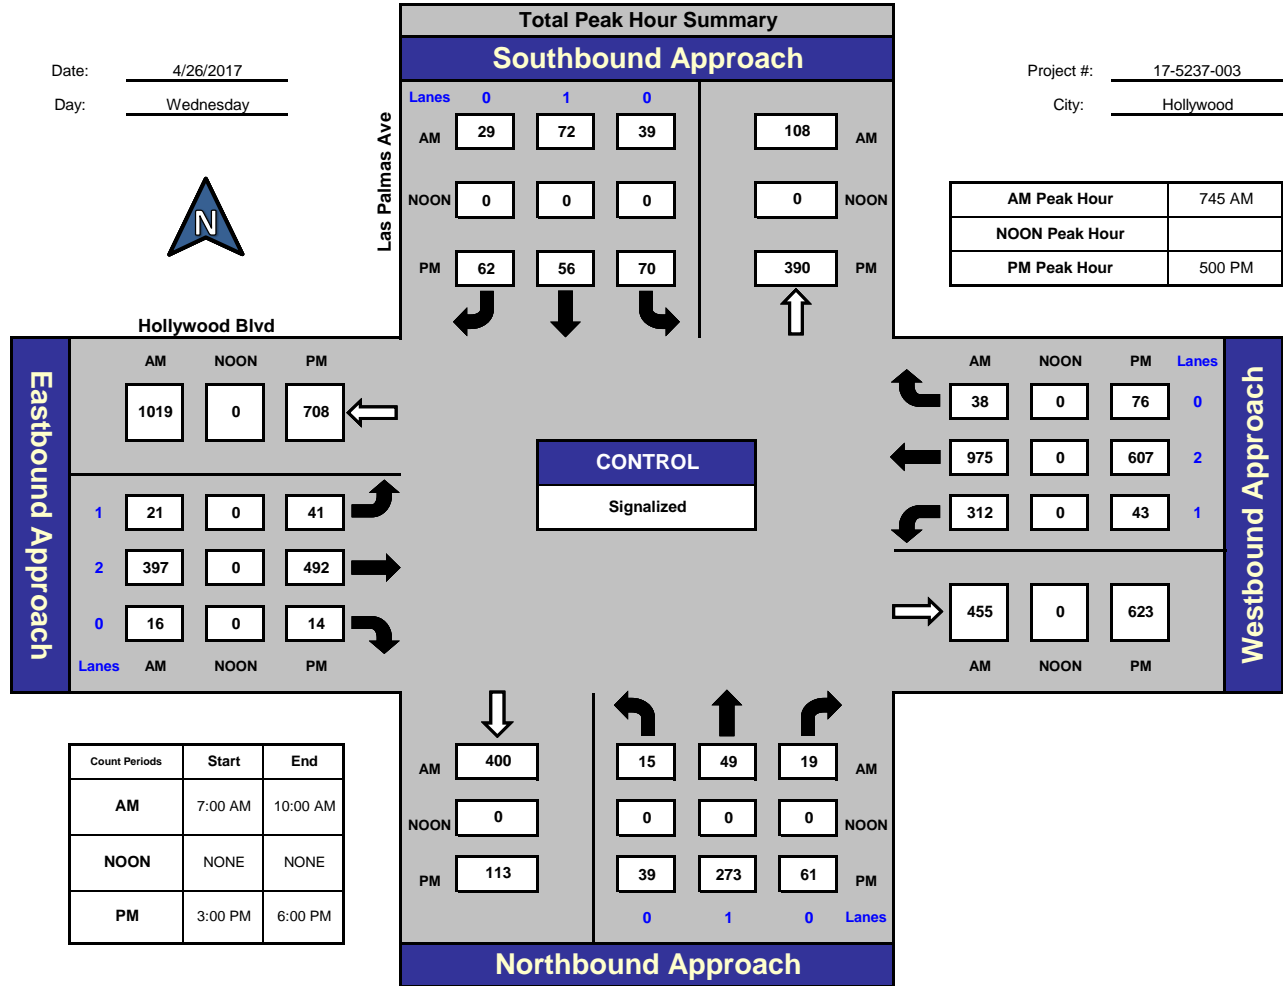 Total Peak Hour Summary
Southbound Approach
Date: 4/26/2017
Day: Wednesday
Project #: 17-5237-003
City: Hollywood
Las Palmas Ave
Lanes 0 1 0
AM 29 72 39 108 AM
NOON 0 0 0 0 NOON
PM 62 56 70 390 PM
N
AM Peak Hour 745 AM
NOON Peak Hour
PM Peak Hour 500 PM
Hollywood Blvd
Eastbound Approach
AM NOON PM
1019 0 708
1 21 0 41
2 397 0 492
0 16 0 14
Lanes AM NOON PM
CONTROL
Signalized
AM NOON PM Lanes
38 0 76 0
975 0 607 2
312 0 43 1
455 0 623
AM NOON PM
Westbound Approach
Count Periods Start End
AM 7:00 AM 10:00 AM
NOON NONE NONE
PM 3:00 PM 6:00 PM
AM 400 15 49 19 AM
NOON 0 0 0 0 NOON
PM 113 39 273 61 PM
0 1 0 Lanes
Northbound Approach